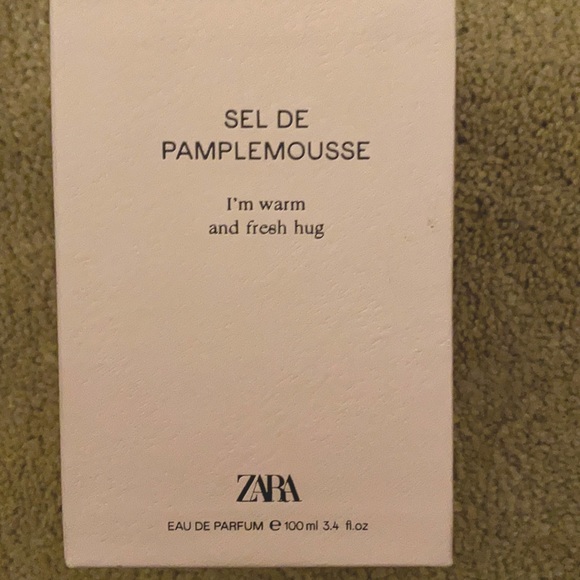 SEL DE
PAMPLEMOUSSE
I'm warm
and fresh hug
ZARA
EAU DE PARFUM ℮ 100 ml 3.4 fl.oz